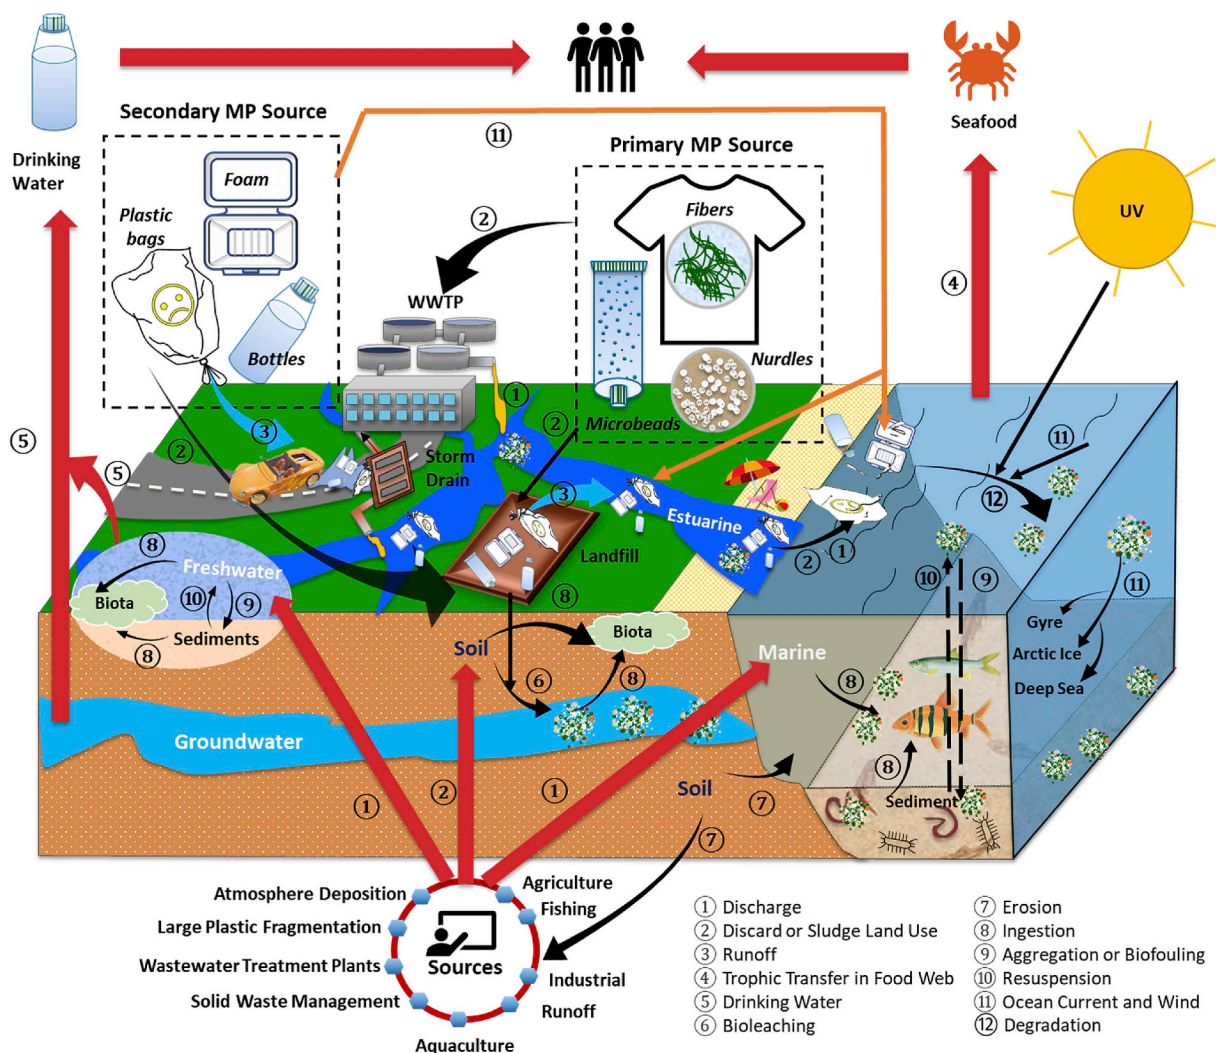 Secondary MP Source
⑪
Seafood
Primary MP Source
Drinking
Water
Foam
Fibers
UV
Plastic
bags
②
④
WWTP
Bottles
Nurdles
①
Microbeads
②
⑤
③
②
⑤
Storm
Drain
③
⑪
⑫
Estuarine
Landfill
②
①
⑧
Freshwater
⑧
⑩
⑨
⑪
Biota
⑩
⑨
Sediments
⑧
Soil
Biota
Marine
Gyre
Arctic Ice
Deep Sea
⑥
⑧
⑧
Groundwater
⑧
Soil
Sediment
①
②
①
⑦
⑦
Atmosphere Deposition
Agriculture
Fishing
Large Plastic Fragmentation
Wastewater Treatment Plants
Sources
Industrial
Solid Waste Management
Runoff
Aquaculture
① Discharge
② Discard or Sludge Land Use
③ Runoff
④ Trophic Transfer in Food Web
⑤ Drinking Water
⑥ Bioleaching
⑦ Erosion
⑧ Ingestion
⑨ Aggregation or Biofouling
⑩ Resuspension
⑪ Ocean Current and Wind
⑫ Degradation